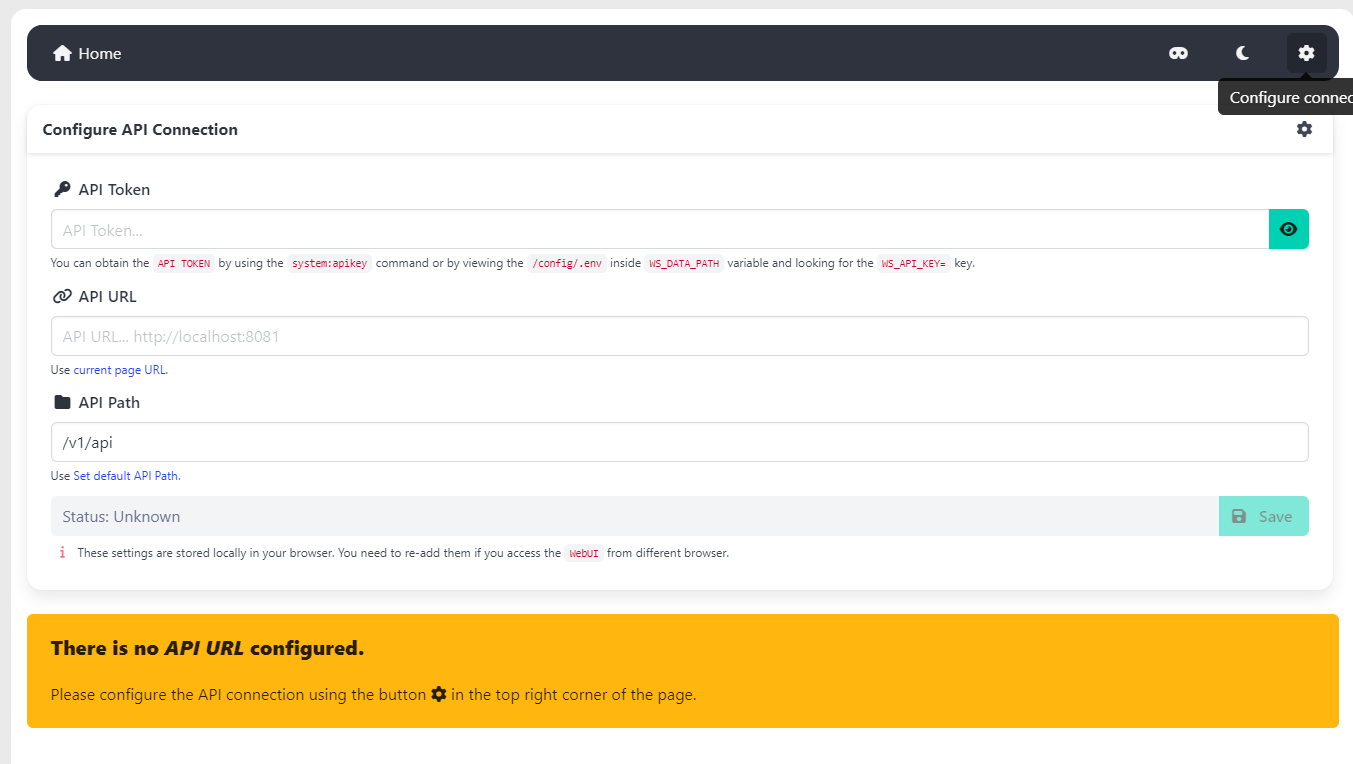 Home
Configure connec
Configure API Connection
API Token
API Token...
You can obtain the API TOKEN by using the system:apikey command or by viewing the /config/.env inside WS_DATA_PATH variable and looking for the WS_API_KEY= key.
API URL
API URL... http://localhost:8081
Use current page URL.
API Path
/v1/api
Use Set default API Path.
Status: Unknown
Save
These settings are stored locally in your browser. You need to re-add them if you access the WebUI from different browser.
There is no API URL configured.
Please configure the API connection using the button in the top right corner of the page.